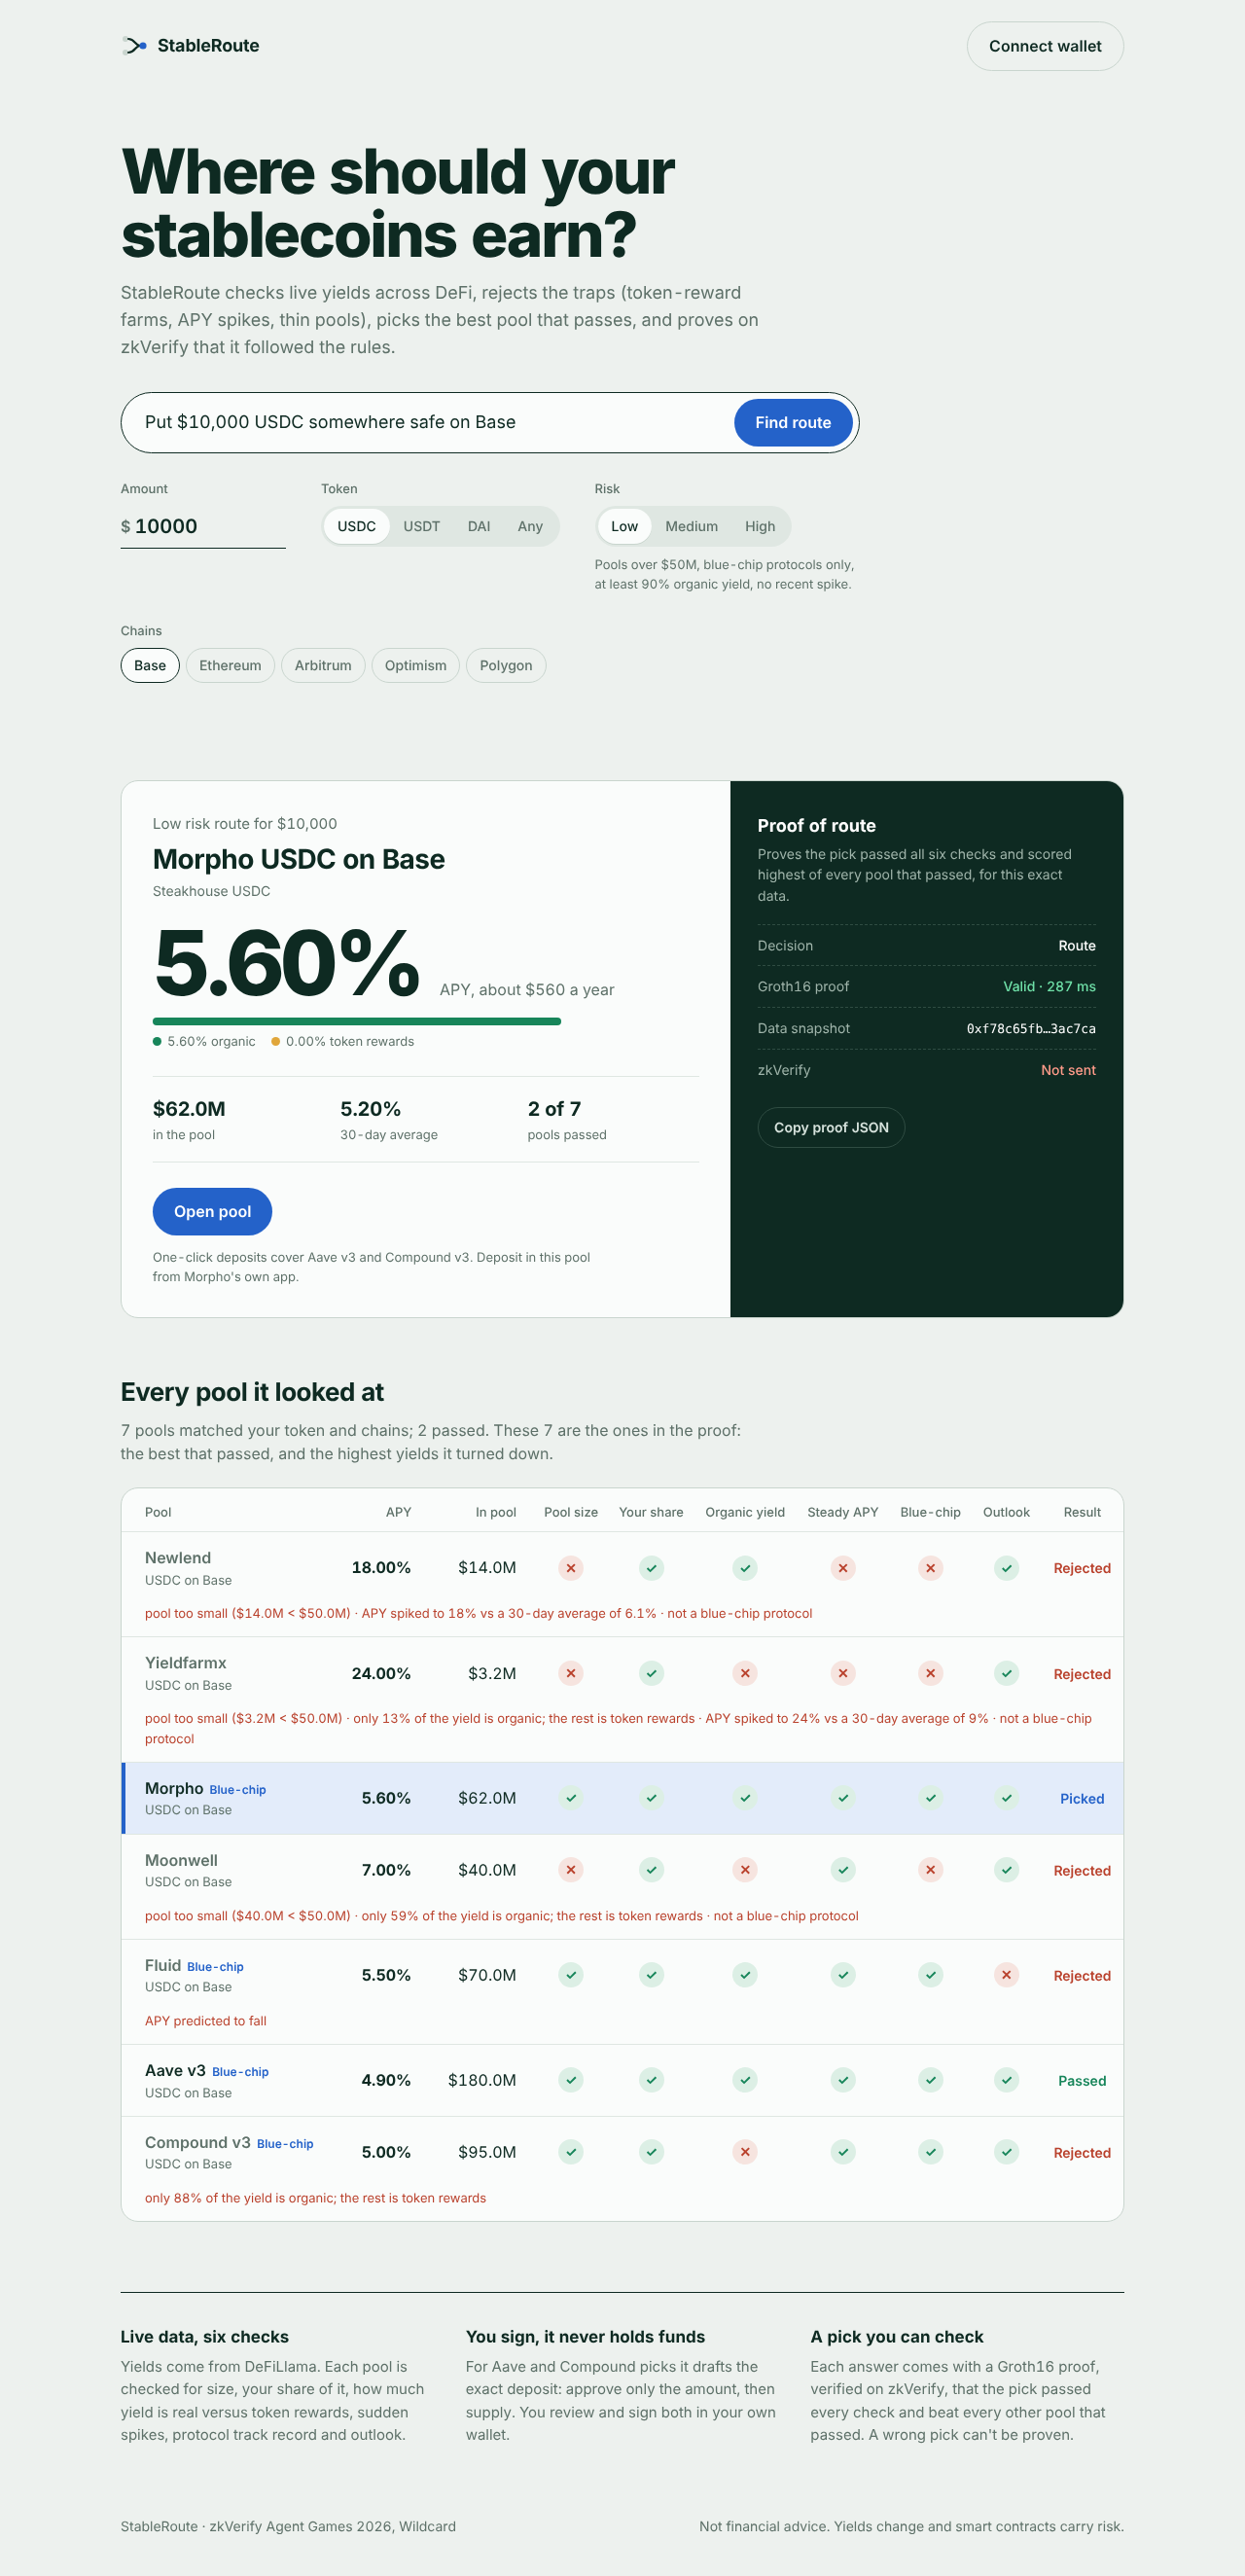 StableRoute
Connect wallet
Where should your
stablecoins earn?
StableRoute checks live yields across DeFi, rejects the traps (token-reward
farms, APY spikes, thin pools), picks the best pool that passes, and proves on
zkVerify that it followed the rules.
Put $10,000 USDC somewhere safe on Base
Find route
Amount
$ 10000
Token
USDC USDT DAI Any
Risk
Low Medium High
Pools over $50M, blue-chip protocols only,
at least 90% organic yield, no recent spike.
Chains
Base Ethereum Arbitrum Optimism Polygon
Low risk route for $10,000
Morpho USDC on Base
Steakhouse USDC
5.60% APY, about $560 a year
5.60% organic 0.00% token rewards
$62.0M
in the pool
5.20%
30-day average
2 of 7
pools passed
Open pool
One-click deposits cover Aave v3 and Compound v3. Deposit in this pool
from Morpho's own app.
Proof of route
Proves the pick passed all six checks and scored
highest of every pool that passed, for this exact
data.
Decision Route
Groth16 proof Valid · 287 ms
Data snapshot 0xf78c65fb…3ac7ca
zkVerify Not sent
Copy proof JSON
Every pool it looked at
7 pools matched your token and chains; 2 passed. These 7 are the ones in the proof:
the best that passed, and the highest yields it turned down.
Pool APY In pool Pool size Your share Organic yield Steady APY Blue-chip Outlook Result
Newlend
USDC on Base
18.00% $14.0M Rejected
pool too small ($14.0M < $50.0M) · APY spiked to 18% vs a 30-day average of 6.1% · not a blue-chip protocol
Yieldfarmx
USDC on Base
24.00% $3.2M Rejected
pool too small ($3.2M < $50.0M) · only 13% of the yield is organic; the rest is token rewards · APY spiked to 24% vs a 30-day average of 9% · not a blue-chip
protocol
Morpho Blue-chip
USDC on Base
5.60% $62.0M Picked
Moonwell
USDC on Base
7.00% $40.0M Rejected
pool too small ($40.0M < $50.0M) · only 59% of the yield is organic; the rest is token rewards · not a blue-chip protocol
Fluid Blue-chip
USDC on Base
5.50% $70.0M Rejected
APY predicted to fall
Aave v3 Blue-chip
USDC on Base
4.90% $180.0M Passed
Compound v3 Blue-chip
USDC on Base
5.00% $95.0M Rejected
only 88% of the yield is organic; the rest is token rewards
Live data, six checks
Yields come from DeFiLlama. Each pool is
checked for size, your share of it, how much
yield is real versus token rewards, sudden
spikes, protocol track record and outlook.
You sign, it never holds funds
For Aave and Compound picks it drafts the
exact deposit: approve only the amount, then
supply. You review and sign both in your own
wallet.
A pick you can check
Each answer comes with a Groth16 proof,
verified on zkVerify, that the pick passed
every check and beat every other pool that
passed. A wrong pick can't be proven.
StableRoute · zkVerify Agent Games 2026, Wildcard
Not financial advice. Yields change and smart contracts carry risk.